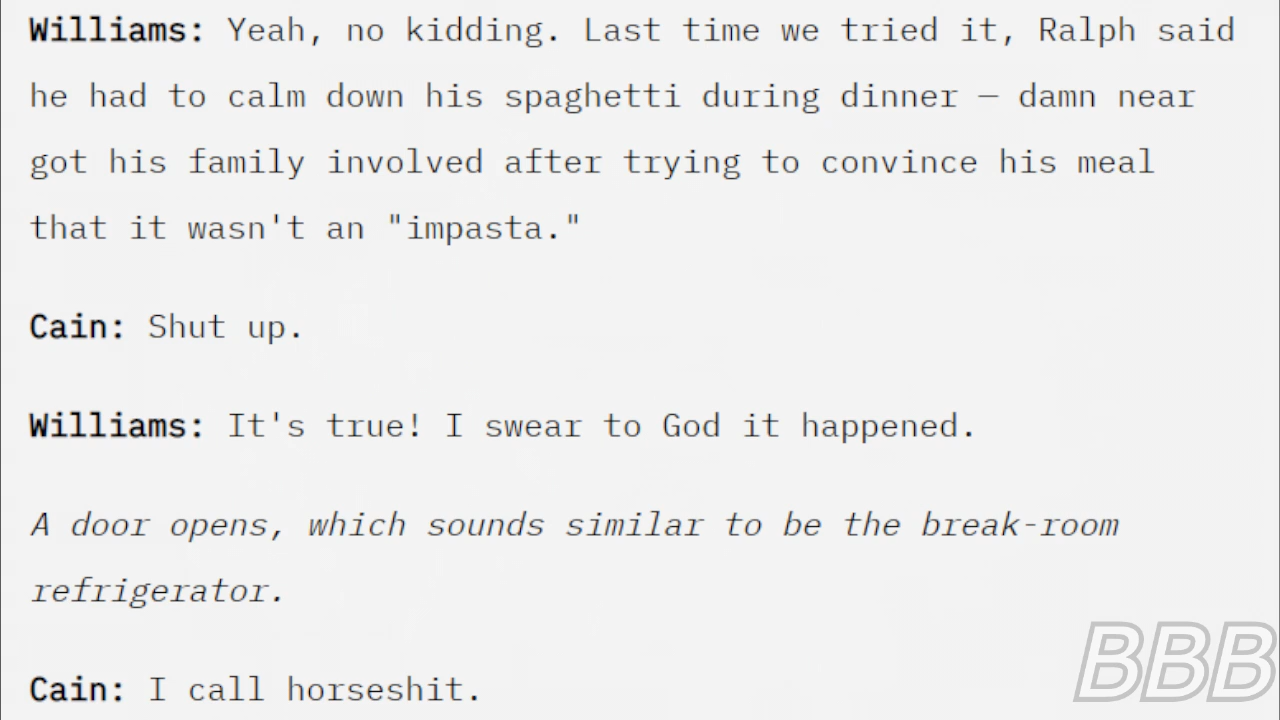 Williams: Yeah, no kidding. Last time we tried it, Ralph said
he had to calm down his spaghetti during dinner — damn near
got his family involved after trying to convince his meal
that it wasn't an "impasta."
Cain: Shut up.
Williams: It's true! I swear to God it happened.
A door opens, which sounds similar to be the break-room
refrigerator.
Cain: I call horseshit.
BBB